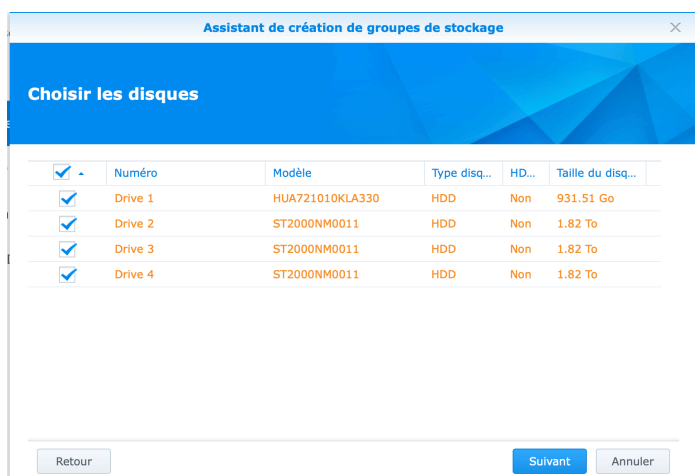 Assistant de création de groupes de stockage
Choisir les disques
Numéro Modèle Type disq... HD... Taille du disq...
Drive 1 HUA721010KLA330 HDD Non 931.51 Go
Drive 2 ST2000NM0011 HDD Non 1.82 To
Drive 3 ST2000NM0011 HDD Non 1.82 To
Drive 4 ST2000NM0011 HDD Non 1.82 To
Retour Suivant Annuler